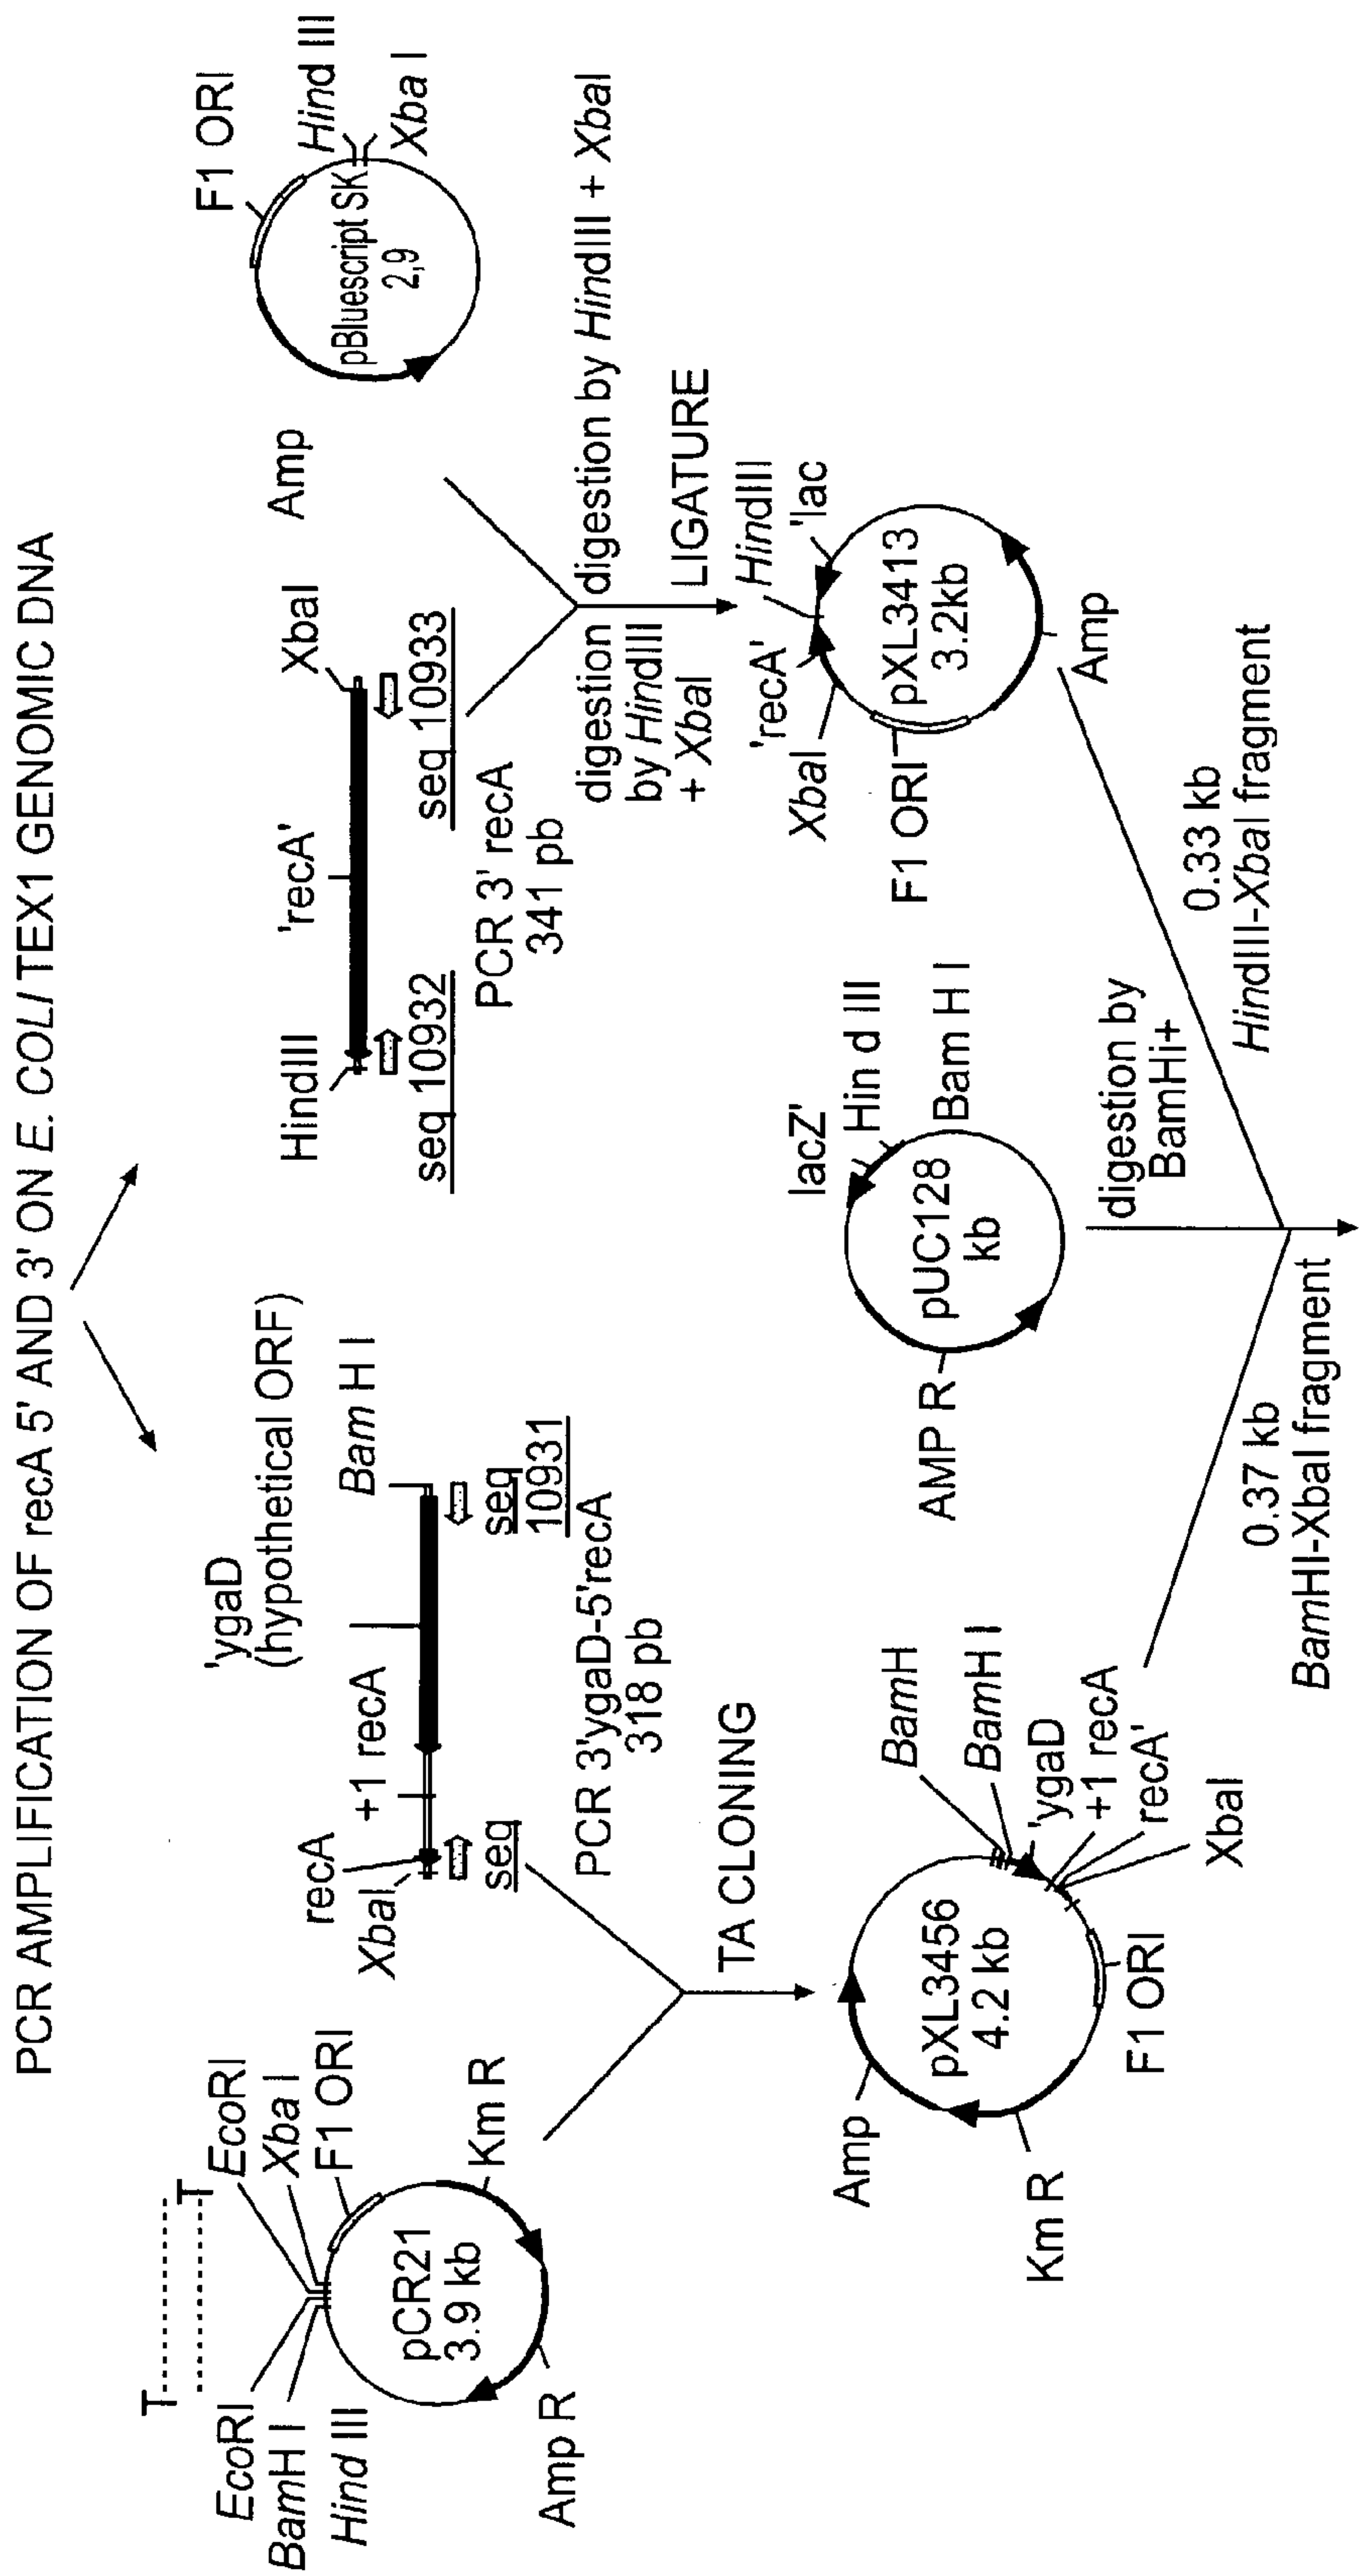 PCR AMPLIFICATION OF recA 5' AND 3' ON E. COLI TEX1 GENOMIC DNA
T
T
EcoRI
BamH I
Hind III
EcoRI
Xba I
F1 ORI
pCR21
3.9 kb
Km R
Amp R
'ygaD
(hypothetical ORF)
recA
+1 recA
Bam H I
XbaI
seq
seq
10931
PCR 3'ygaD-5'recA
318 pb
HindIII
'recA'
XbaI
seq 10932
seq 10933
PCR 3' recA
341 pb
Amp
F1 ORI
Hind III
Xba I
pBluescript SK
2,9
TA CLONING
digestion
by HindIII
+ XbaI
digestion by HindIII + XbaI
LIGATURE
Amp
pXL3456
4.2 kb
Km R
F1 ORI
BamH
BamH I
'ygaD
+1 recA
recA'
XbaI
lacZ'
Hin d III
Bam H I
pUC128
kb
AMP R
HindIII
'lac
'recA'
XbaI
F1 ORI
pXL3413
3.2kb
Amp
0.37 kb
BamHI-XbaI fragment
digestion by
BamHi+
0.33 kb
HindIII-XbaI fragment